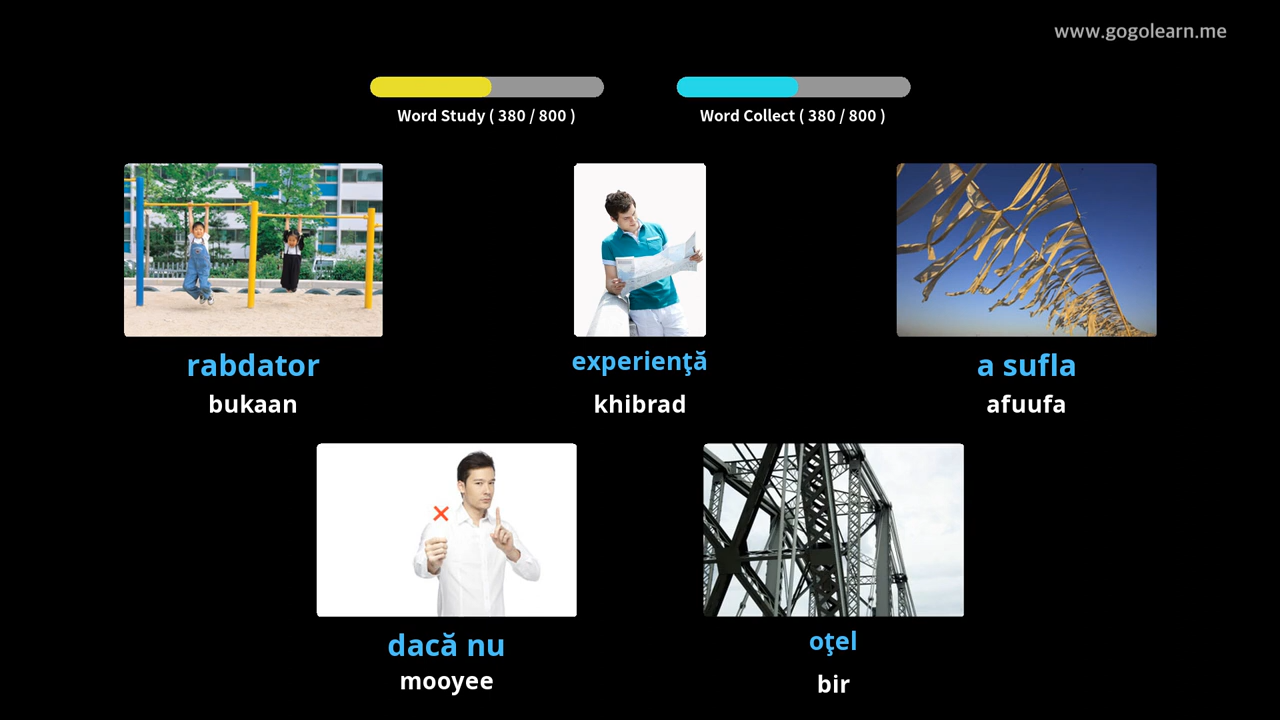 www.gogolearn.me
Word Study ( 380 / 800 )
Word Collect ( 380 / 800 )
rabdator
bukaan
experienţă
khibrad
a sufla
afuufa
dacă nu
mooyee
oţel
bir